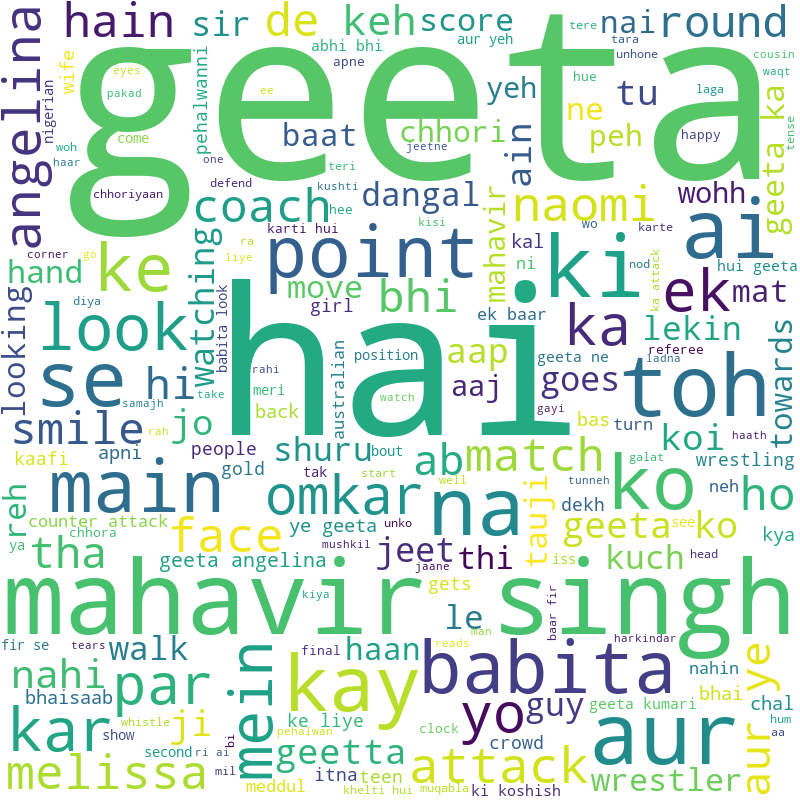 geeta
hai
mahavir singh
angelina
hain
sir
de
keh
score
nai
round
wife
eyes
pakad
nigerian
pehalwanni
abhi bhi
apne
aur yeh
come
woh
haar
chhoriyaan
one
defend
teri
jeetne
kushti
baat
chhori
yeh
hue
tere
tara
unhone
cousin
waqt
laga
happy
tense
tu
ne
peh
ain
geeta ka
ee
hee
kisi
coach
dangal
naomi
wohh
wo
karte
karti hui
ra
liye
corner
go
diya
hand
ke
watching
point
move
bhi
girl
mahavir
kal
ni
ki
ai
nod
ka attack
hui geeta
ek
mat
look
looking
babita look
rahi
australian
position
ek baar
geeta ne
ka
referee
ladna
lekin
towards
se
hi
samajh
take
meri
back
watch
aap
aaj
goes
gayi
toh
smile
jo
rah
people
shuru
bout
ab
match
bas
turn
koi
haath
kaafi
apni
gold
tak
start
well
galat
wrestling
reh
main
omkar
na
tauji
tunneh
dekh
ko
neh
ho
ya
counter attack
chhora
face
ye geeta
unko
geeta
see
ko
kya
tha
geeta angelina
mushkil
jeet
jaane
thi
iss
kuch
head
gets
kiya
le
baar fir
man
harkindar
fir se
tears
walk
final
haan
reads
babita
nahin
nahi
par
mein
kay
yo
guy
geeta kumari
bhai
chal
aur ye
bhaisaab
whistle
ji
ke liye
clock
crowd
hum
aa
kar
show
second
ri ai
bi
pehalwan
geetta
attack
aur
melissa
mil
meddul
itna
teen
khelti hui
muqabla
ki koshish
wrestler